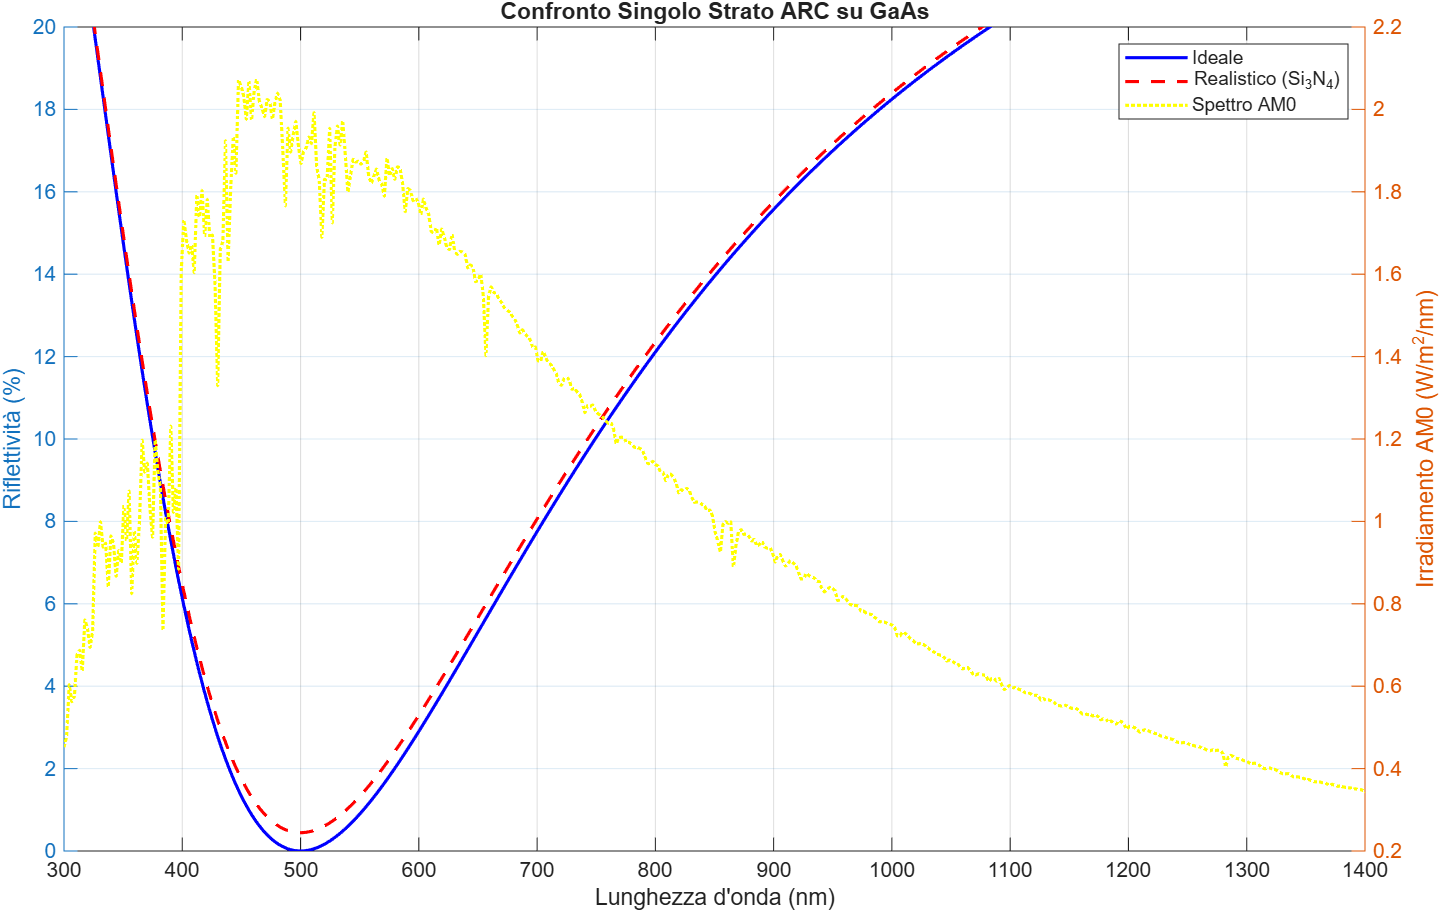 Confronto Singolo Strato ARC su GaAs
Ideale
Realistico (Si₃N₄)
Spettro AM0
Riflettività (%)
20
18
16
14
12
10
8
6
4
2
0
2.2
2
1.8
1.6
1.4
1.2
1
0.8
0.6
0.4
0.2
Irradiamento AM0 (W/m²/nm)
300 400 500 600 700 800 900 1000 1100 1200 1300 1400
Lunghezza d'onda (nm)